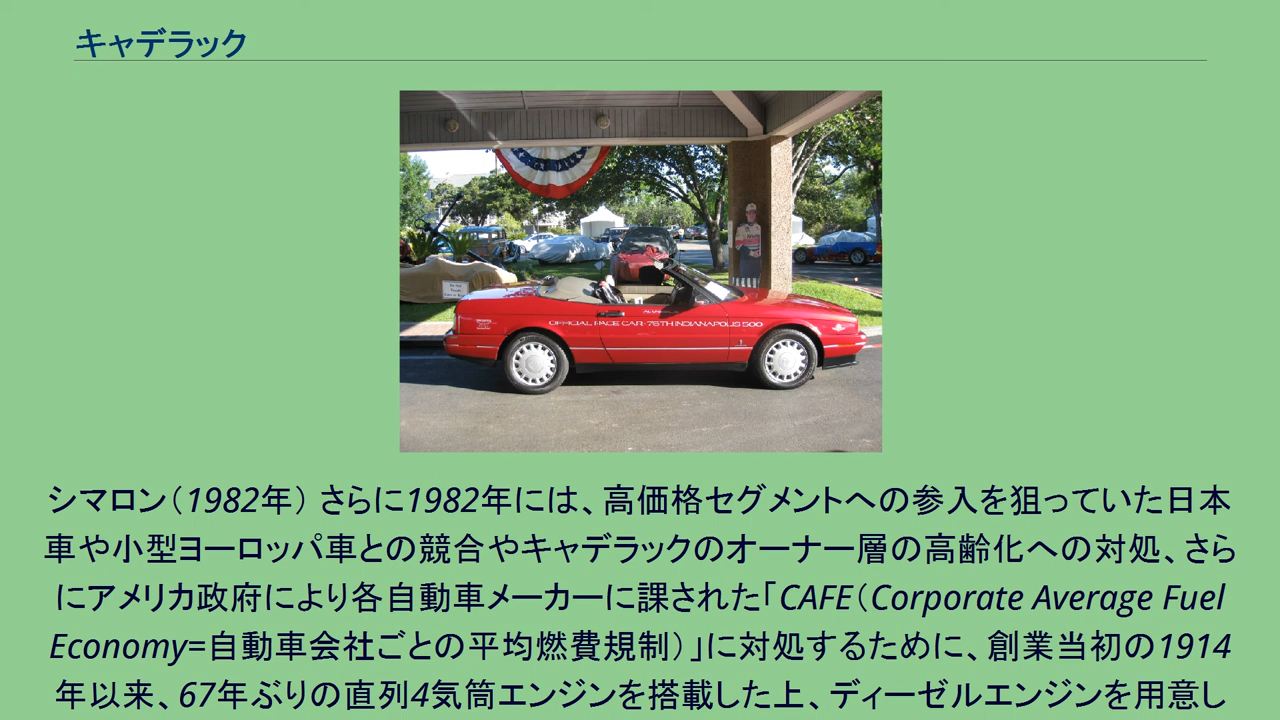 キャデラック
OFFICIAL PACE CAR · 76TH INDIANAPOLIS 500
シマロン（1982年） さらに1982年には、高価格セグメントへの参入を狙っていた日本
車や小型ヨーロッパ車との競合やキャデラックのオーナー層の高齢化への対処、さら
にアメリカ政府により各自動車メーカーに課された「CAFE（Corporate Average Fuel
Economy=自動車会社ごとの平均燃費規制）」に対処するために、創業当初の1914
年以来、67年ぶりの直列4気筒エンジンを搭載した上、ディーゼルエンジンを用意し